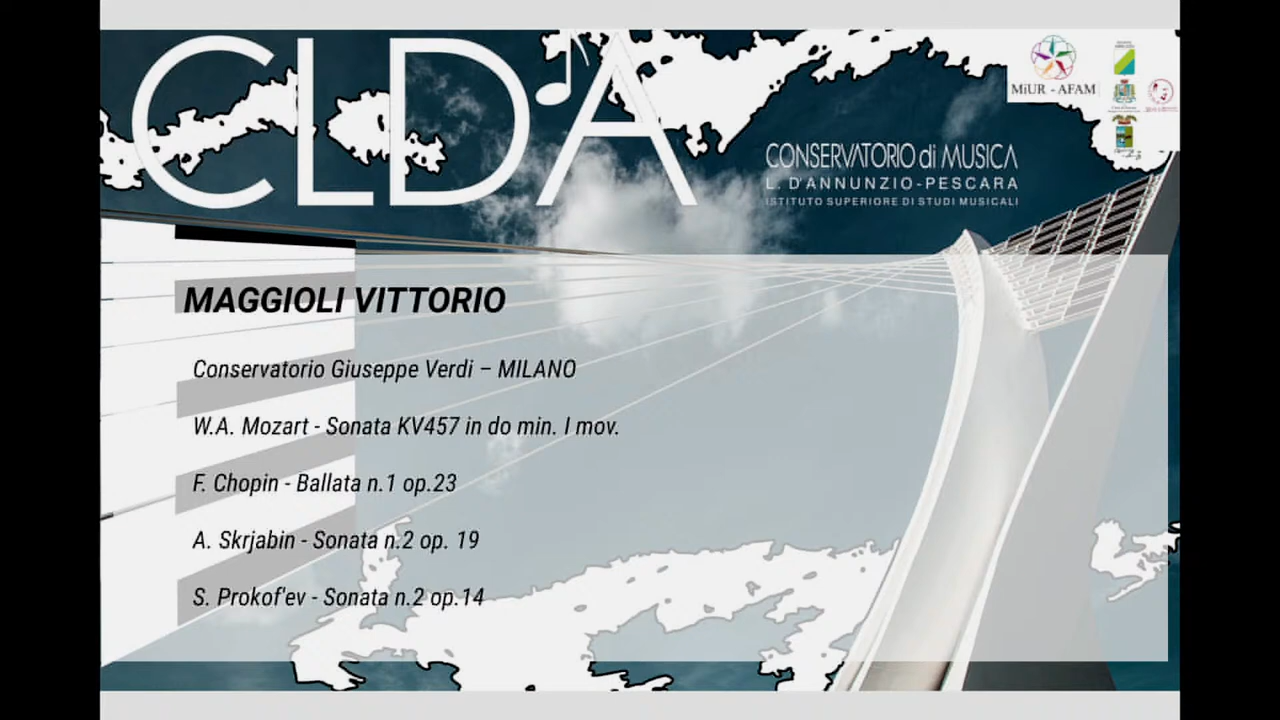 CLDA
MiUR - AFAM
CONSERVATORIO di MUSICA
L. D'ANNUNZIO-PESCARA
ISTITUTO SUPERIORE DI STUDI MUSICALI
MAGGIOLI VITTORIO
Conservatorio Giuseppe Verdi – MILANO
W.A. Mozart - Sonata KV457 in do min. I mov.
F. Chopin - Ballata n.1 op.23
A. Skrjabin - Sonata n.2 op. 19
S. Prokof'ev - Sonata n.2 op.14